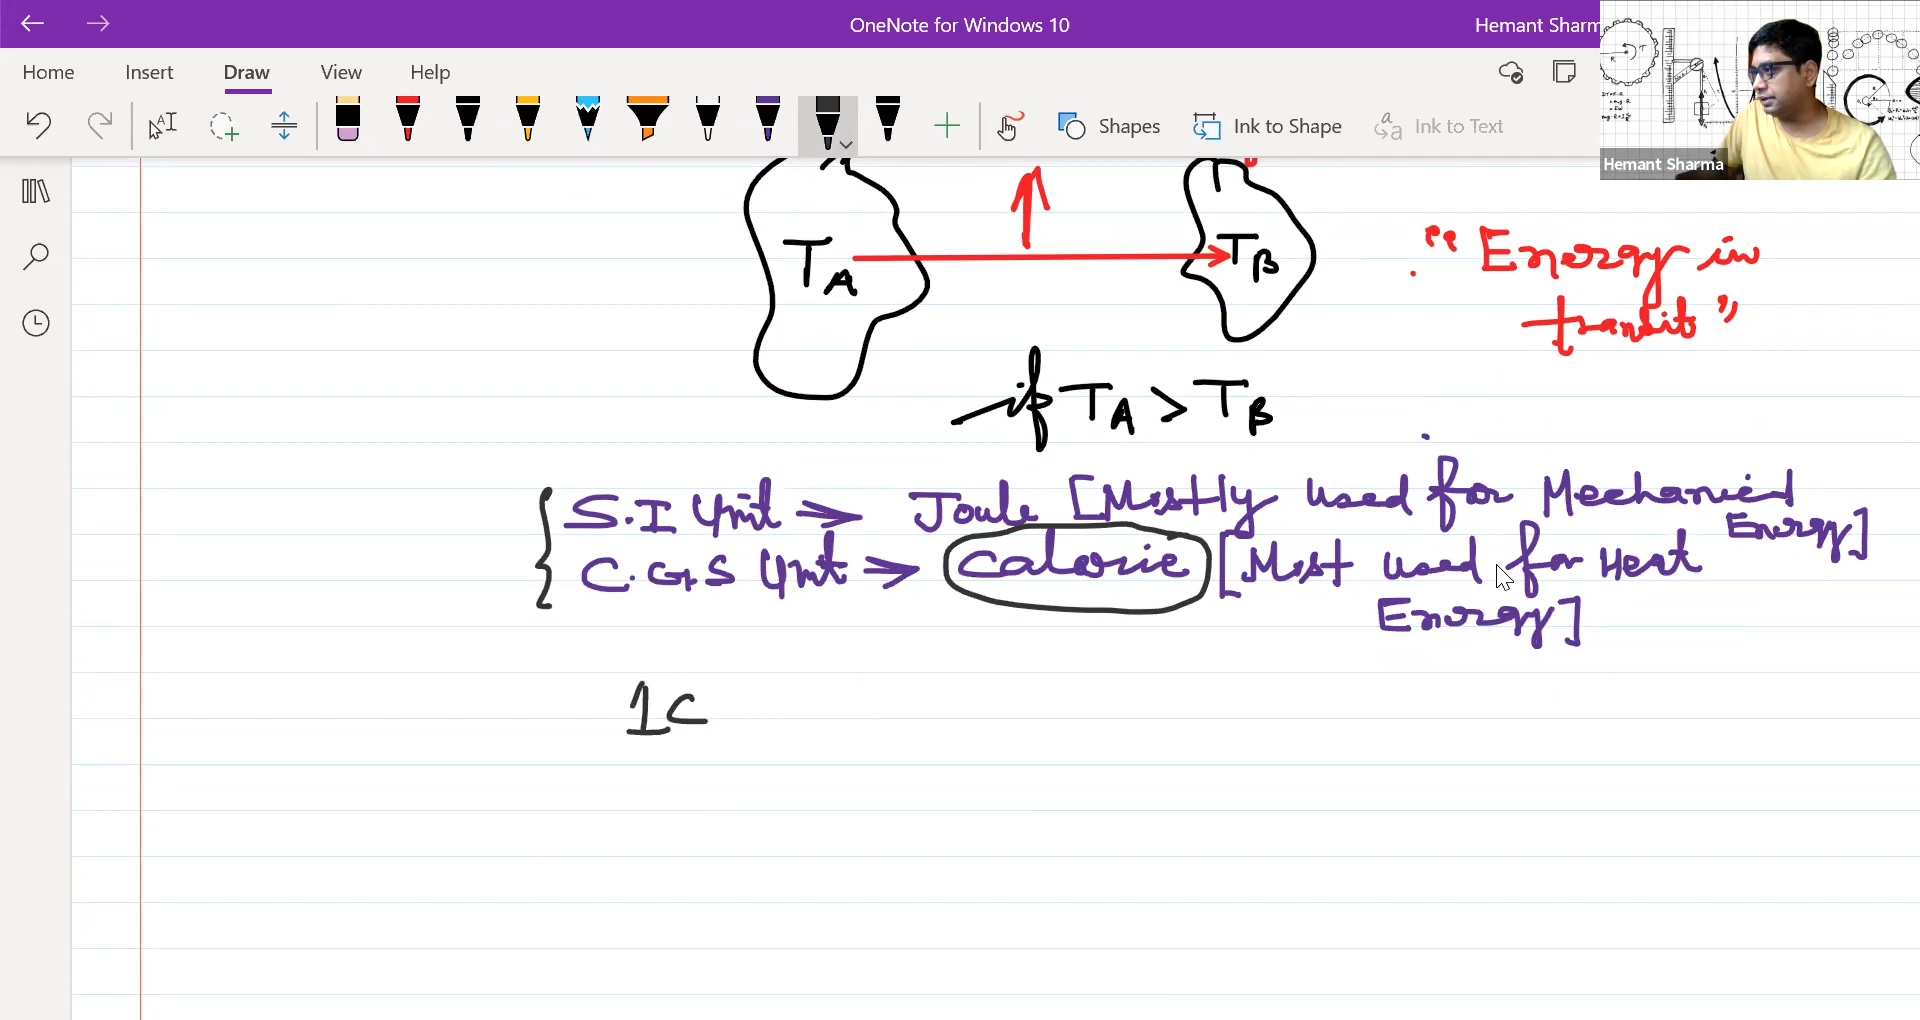 OneNote for Windows 10
Hemant Sharm
Home Insert Draw View Help
Shapes Ink to Shape Ink to Text
Hemant Sharma
TA TB
"Energy in
transit"
if TA > TB
S.I Unit ⇒ Joule [Mostly used for Mechanical
Energy]
C.G.S Unit ⇒ Calorie [Most used for Heat
Energy]
1C